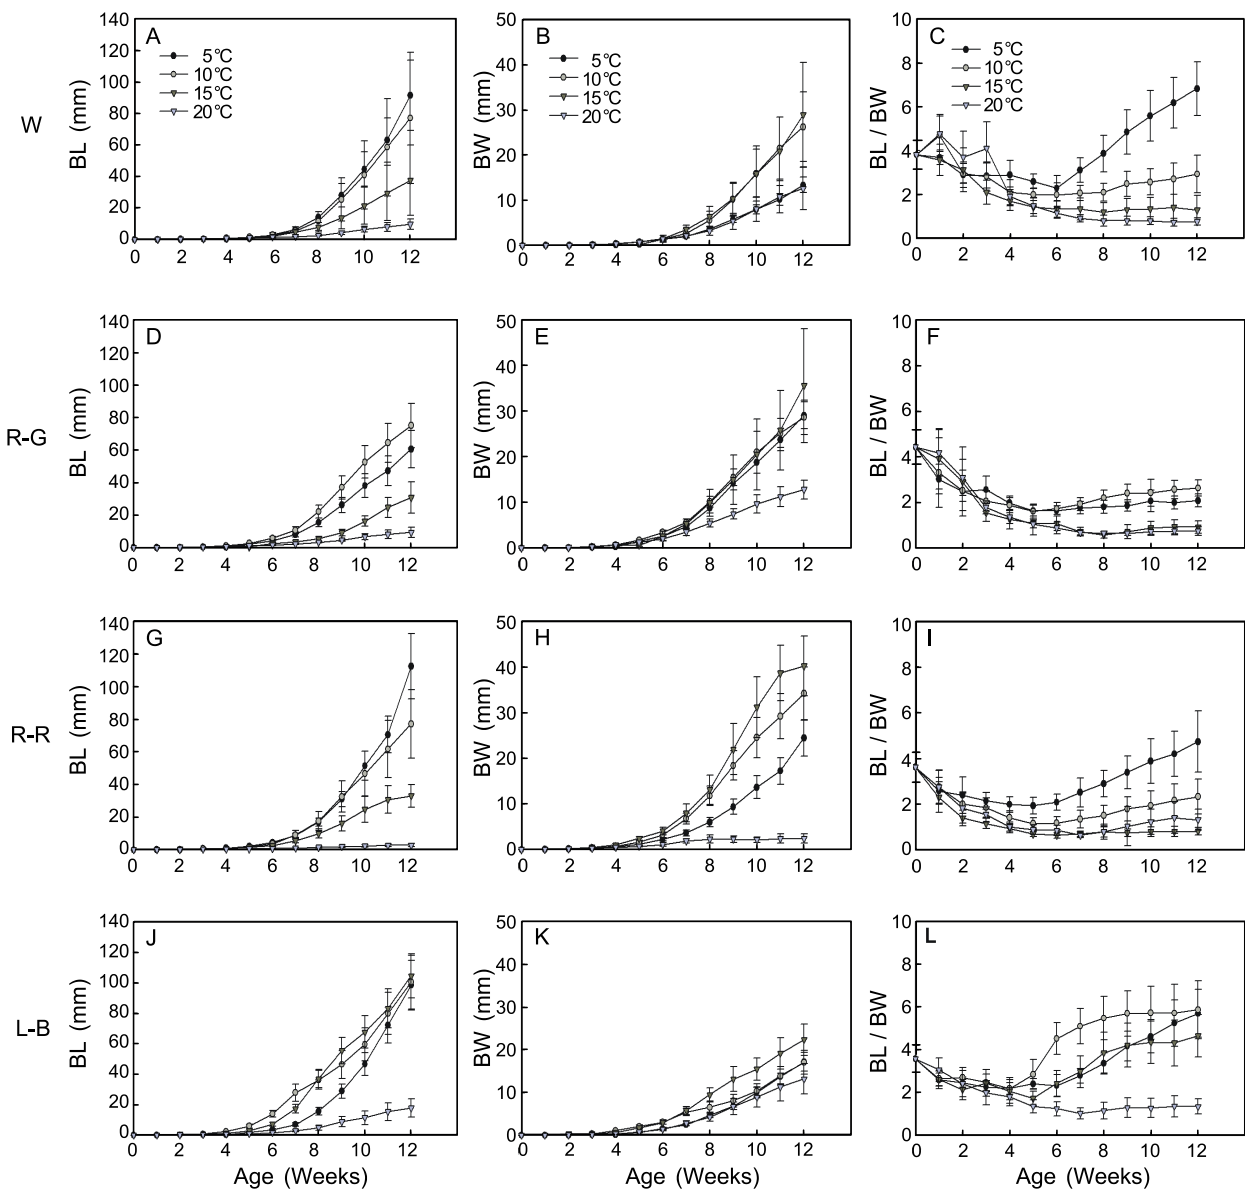 W
A
BL (mm)
140
120
100
80
60
40
20
0
5°C
10°C
15°C
20°C
0 2 4 6 8 10 12
B
BW (mm)
50
40
30
20
10
0
5°C
10°C
15°C
20°C
0 2 4 6 8 10 12
C
BL / BW
10
8
6
4
2
0
5°C
10°C
15°C
20°C
0 2 4 6 8 10 12
R-G
D
BL (mm)
140
120
100
80
60
40
20
0
0 2 4 6 8 10 12
E
BW (mm)
50
40
30
20
10
0
0 2 4 6 8 10 12
F
BL / BW
10
8
6
4
2
0
0 2 4 6 8 10 12
R-R
G
BL (mm)
140
120
100
80
60
40
20
0
0 2 4 6 8 10 12
H
BW (mm)
50
40
30
20
10
0
0 2 4 6 8 10 12
I
BL / BW
10
8
6
4
2
0
0 2 4 6 8 10 12
L-B
J
BL (mm)
140
120
100
80
60
40
20
0
0 2 4 6 8 10 12
Age (Weeks)
K
BW (mm)
50
40
30
20
10
0
0 2 4 6 8 10 12
Age (Weeks)
L
BL / BW
10
8
6
4
2
0
0 2 4 6 8 10 12
Age (Weeks)